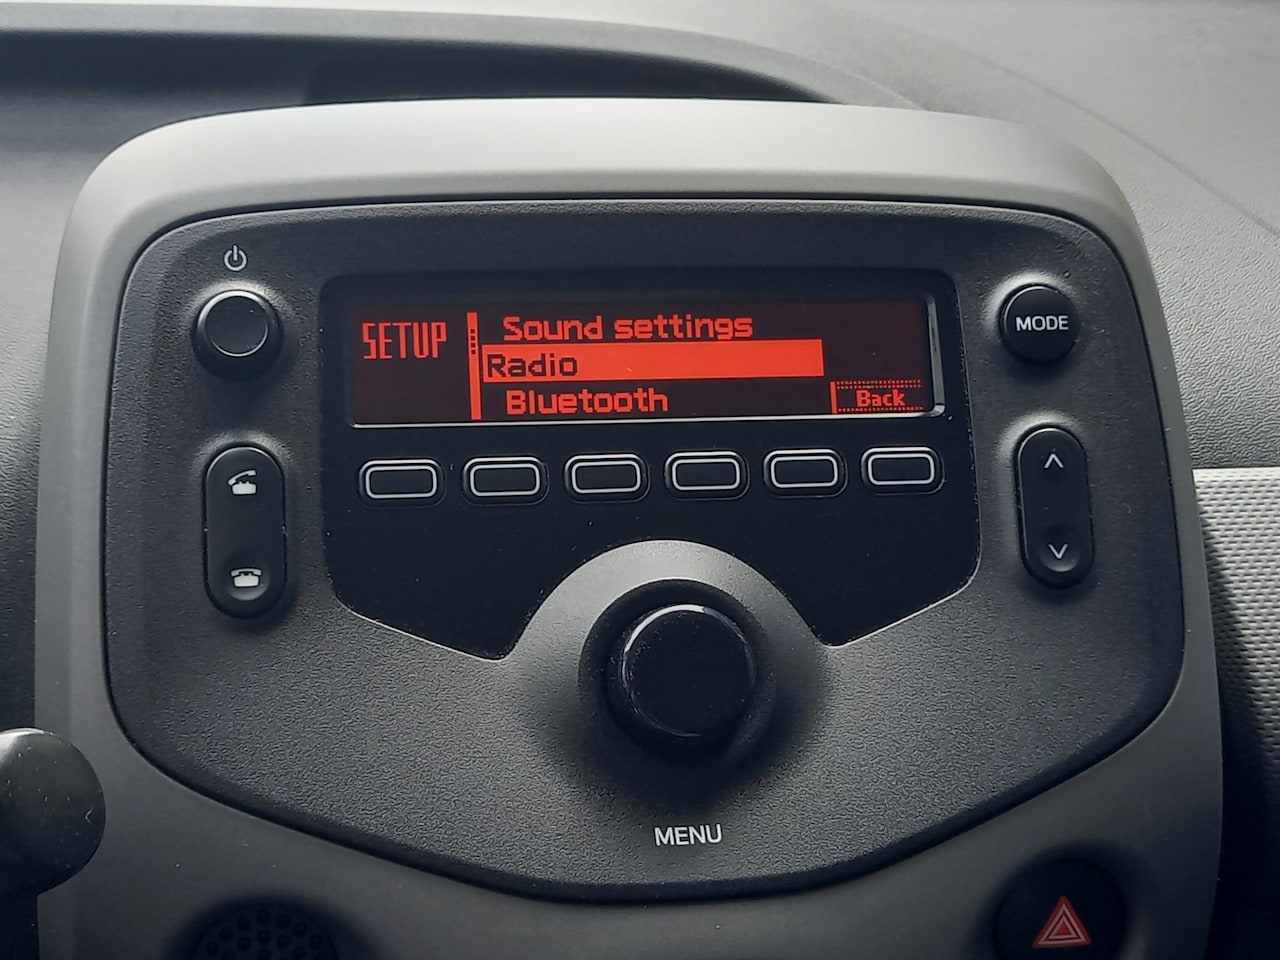 SETUP
Sound settings
Radio
Bluetooth
Back
MODE
MENU